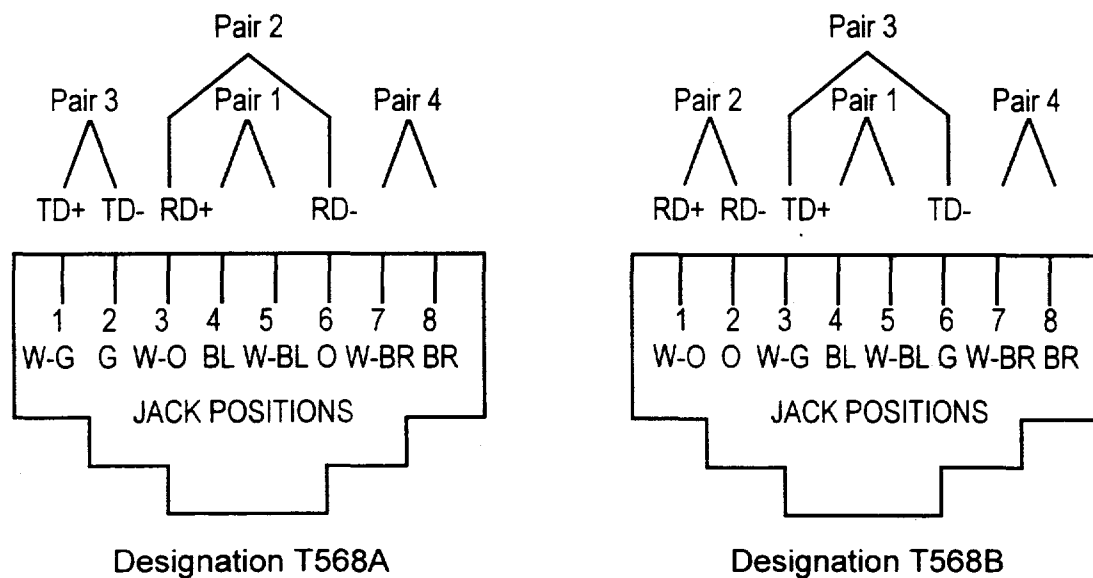 Pair 2
Pair 3 Pair 1 Pair 4
TD+ TD- RD+ RD-
1 2 3 4 5 6 7 8
W-G G W-O BL W-BL O W-BR BR
JACK POSITIONS
Designation T568A
Pair 3
Pair 2 Pair 1 Pair 4
RD+ RD- TD+ TD-
1 2 3 4 5 6 7 8
W-O O W-G BL W-BL G W-BR BR
JACK POSITIONS
Designation T568B